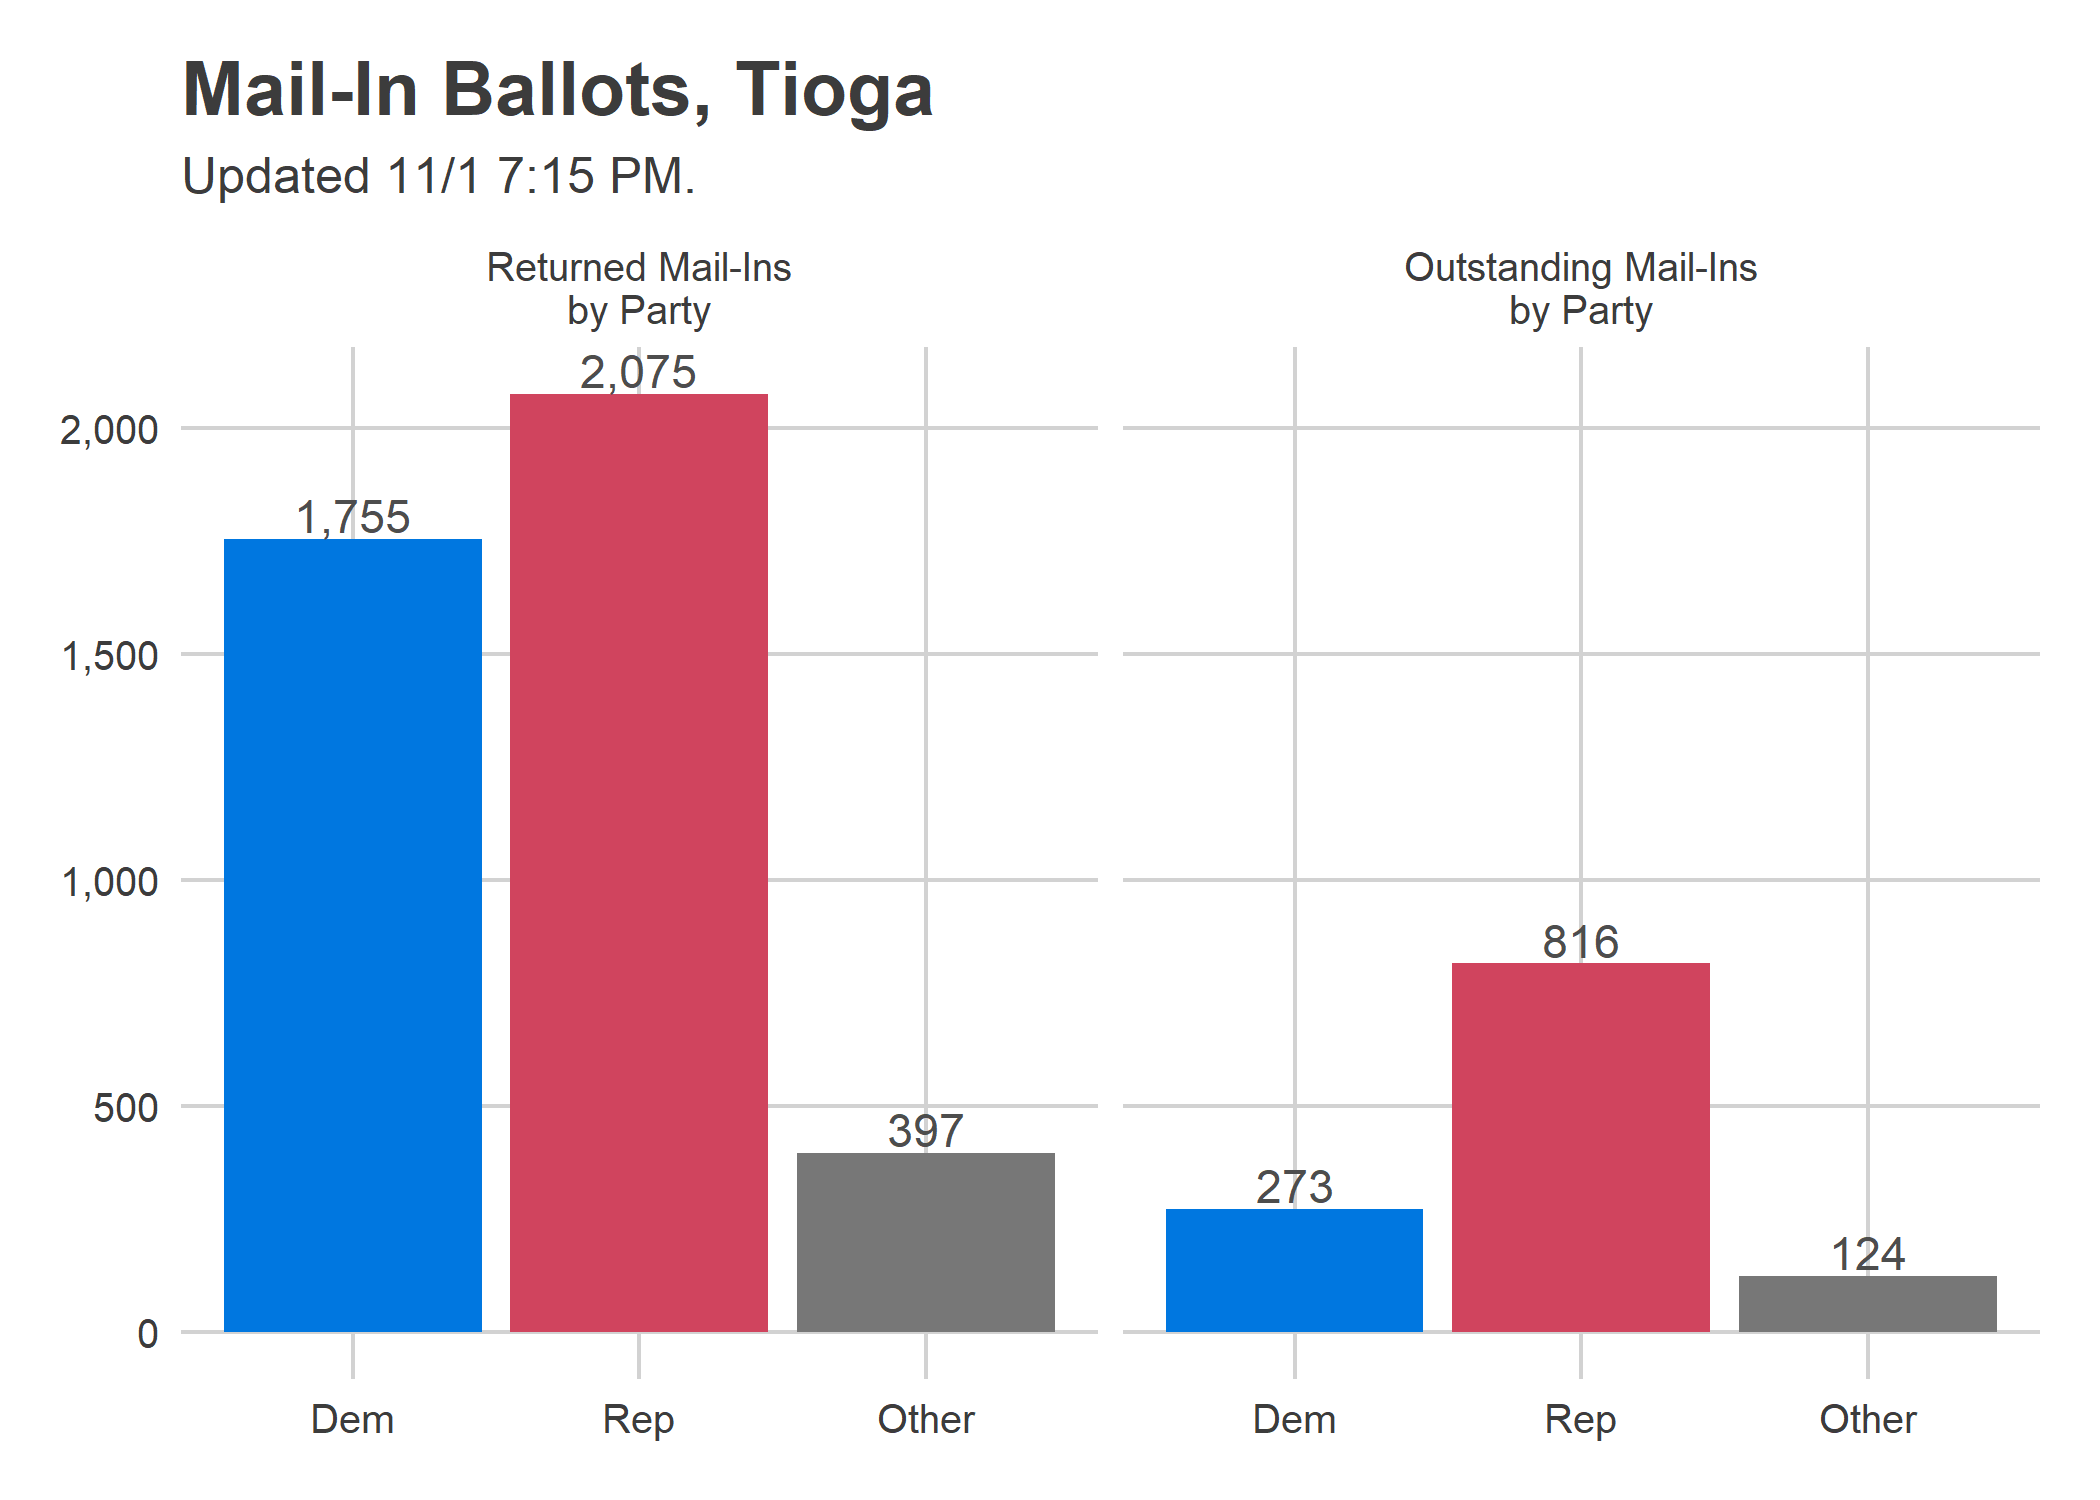 Mail-In Ballots, Tioga
Updated 11/1 7:15 PM.
Returned Mail-Ins
by Party
Outstanding Mail-Ins
by Party
2,000
1,500
1,000
500
0
1,755
2,075
397
273
816
124
Dem
Rep
Other
Dem
Rep
Other